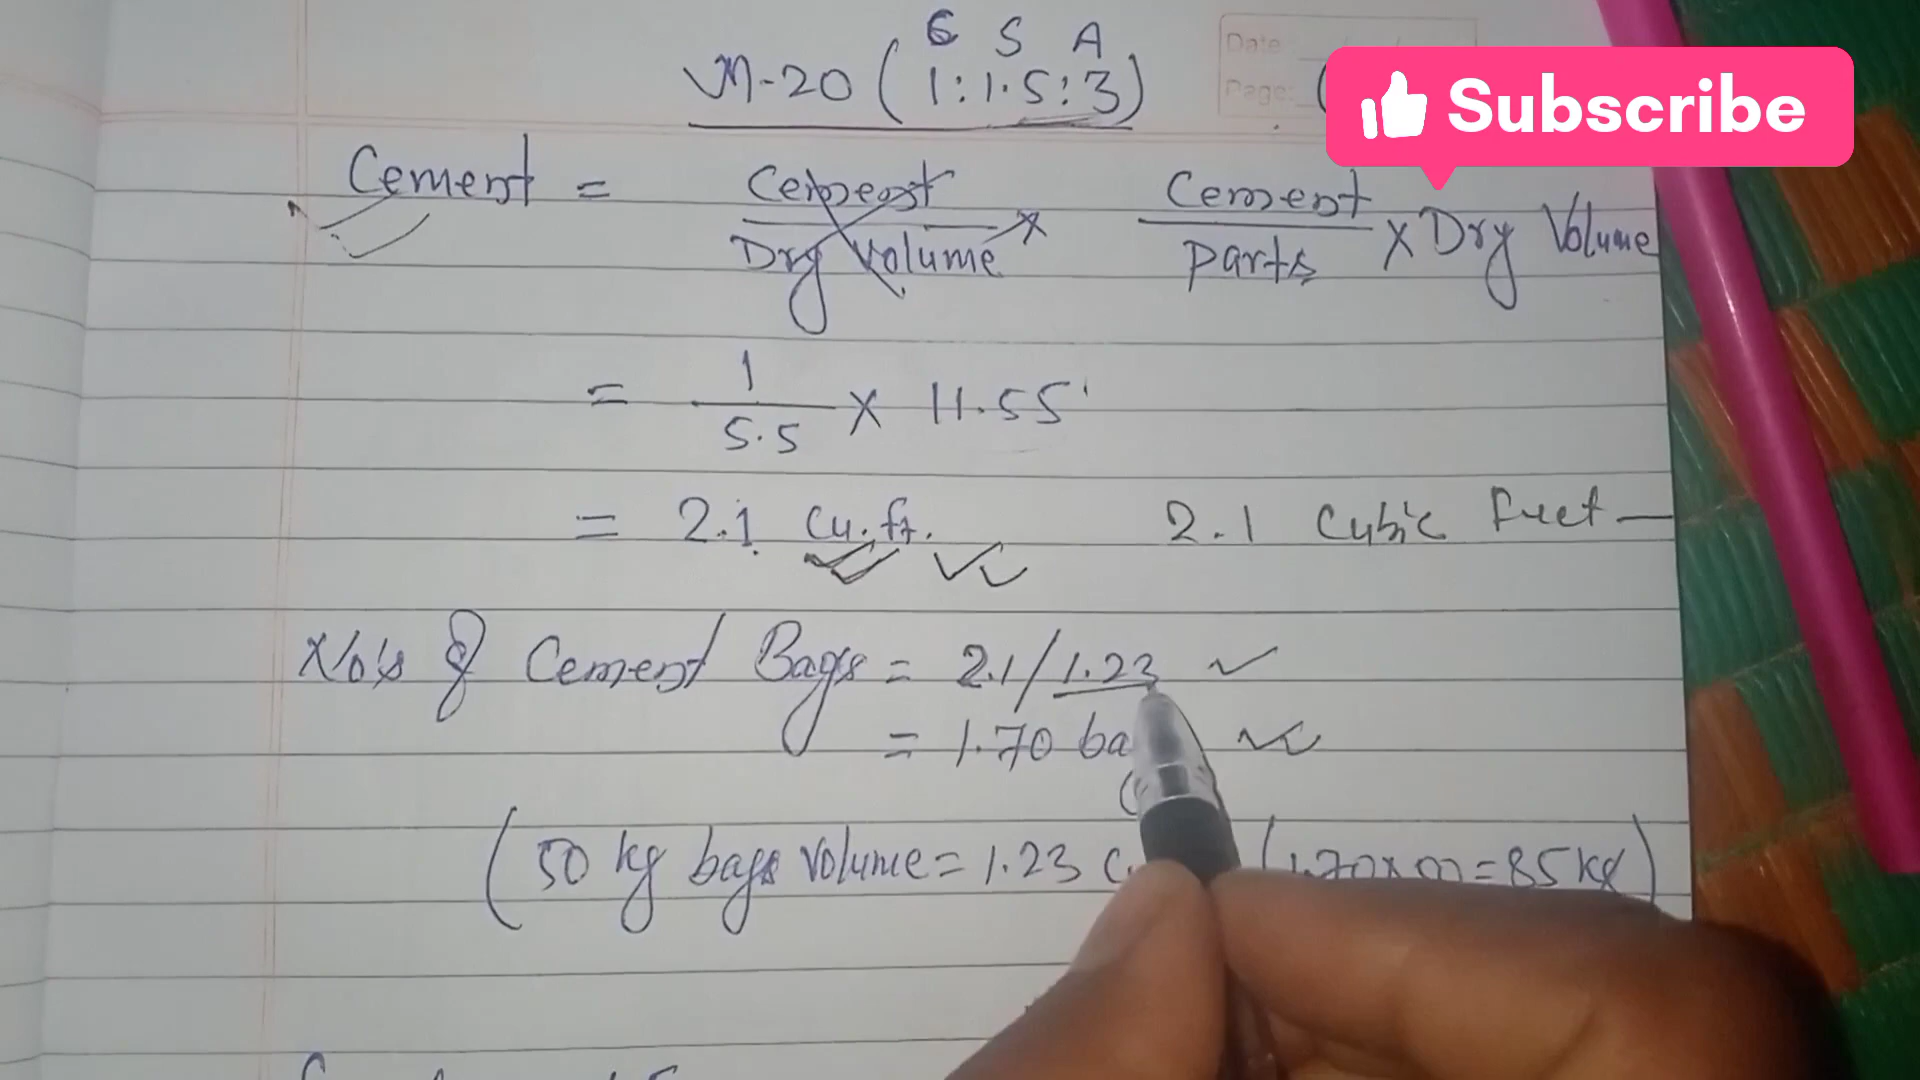 C S A
M-20 (1:1.5:3)
Date
Page:
Subscribe
Cement = Cement / Parts x Dry Volume
Cement
Dry Volume x
= 1/5.5 x 11.55
= 2.1 cu.ft. 2.1 Cubic Feet
No's of Cement Bags = 2.1/1.23
= 1.70
(50 kg bags volume = 1.23 = 85 kg)